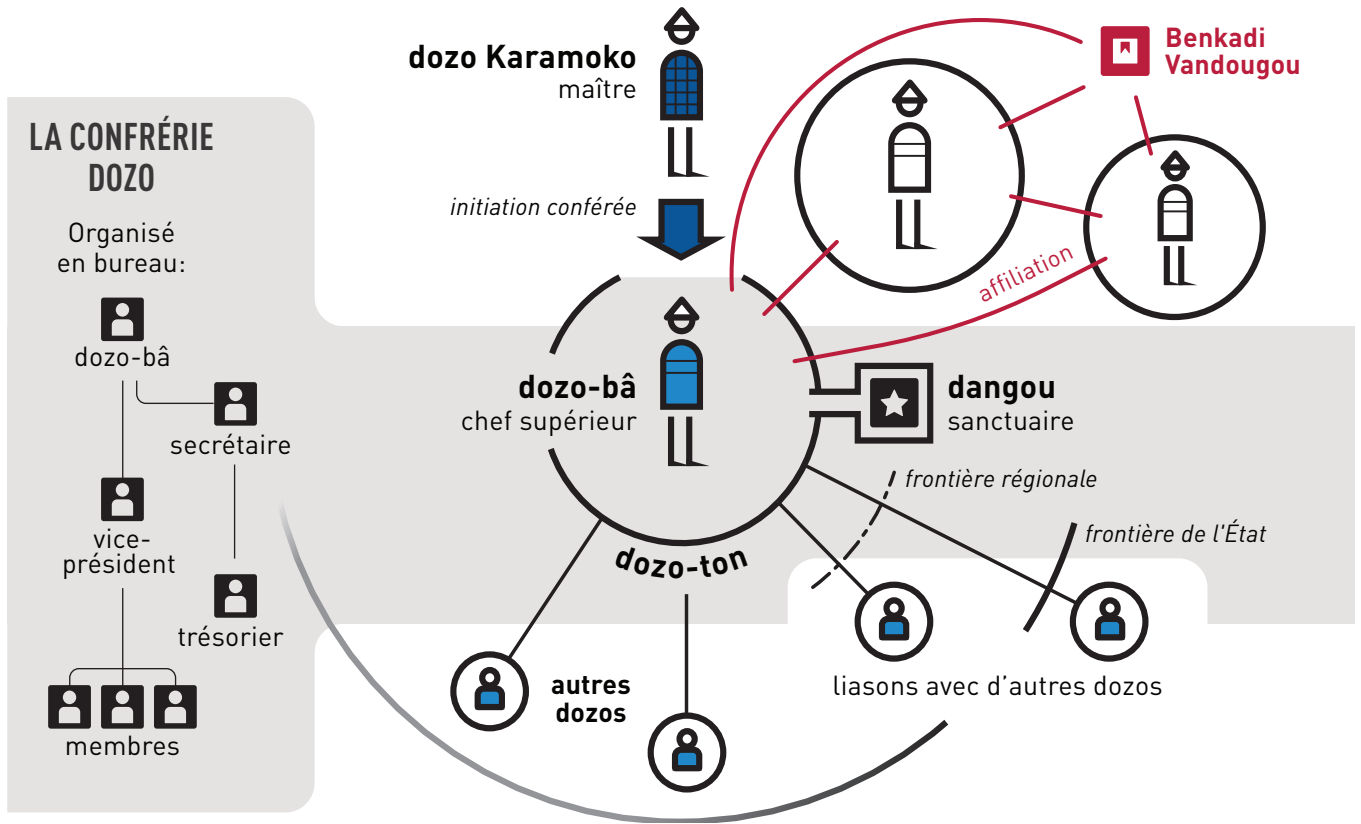 LA CONFRÉRIE
DOZO
Organisé
en bureau:
dozo-bâ
secrétaire
vice-
président
trésorier
membres
dozo Karamoko
maître
initiation conférée
Benkadi
Vandougou
affiliation
dozo-bâ
chef supérieur
dangou
sanctuaire
frontière régionale
frontière de l'État
dozo-ton
autres
dozos
liasons avec d’autres dozos